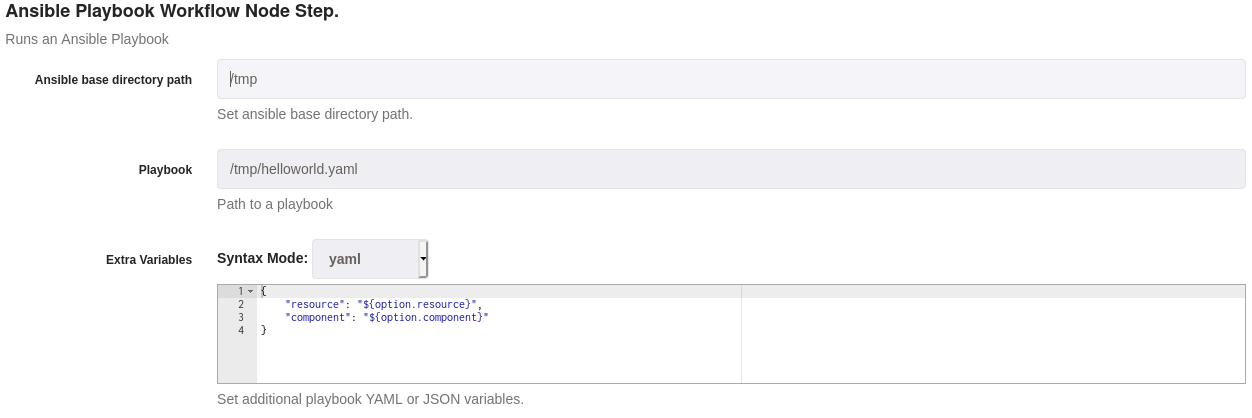 Ansible Playbook Workflow Node Step.
Runs an Ansible Playbook
Ansible base directory path
/tmp
Set ansible base directory path.
Playbook
/tmp/helloworld.yaml
Path to a playbook
Extra Variables
Syntax Mode: yaml
1 {
2 "resource": "${option.resource}",
3 "component": "${option.component}"
4 }
Set additional playbook YAML or JSON variables.